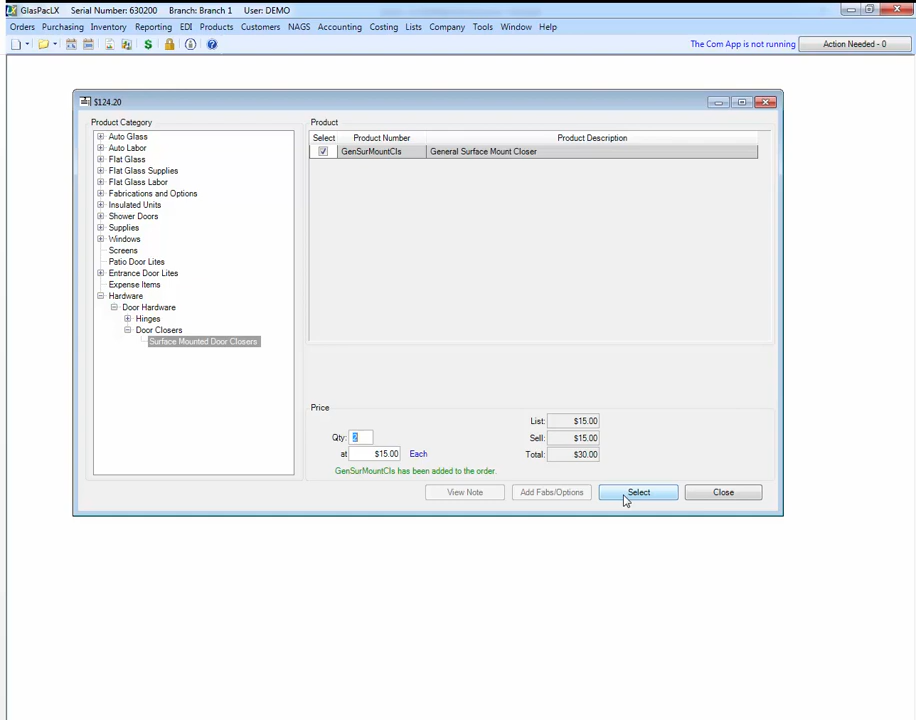 GlasPacLX Serial Number: 630200 Branch: Branch 1 User: DEMO
Orders Purchasing Inventory Reporting EDI Products Customers NAGS Accounting Costing Lists Company Tools Window Help
The Com App is not running Action Needed - 0
$124.20
Product Category
Auto Glass
Auto Labor
Flat Glass
Flat Glass Supplies
Flat Glass Labor
Fabrications and Options
Insulated Units
Shower Doors
Supplies
Windows
Screens
Patio Door Lites
Entrance Door Lites
Expense Items
Hardware
Door Hardware
Hinges
Door Closers
Surface Mounted Door Closers
Product
Select Product Number Product Description
GenSurMountCls General Surface Mount Closer
Price
Qty: 2
at $15.00 Each
List: $15.00
Sell: $15.00
Total: $30.00
GenSurMountCls has been added to the order.
View Note Add Fabs/Options Select Close